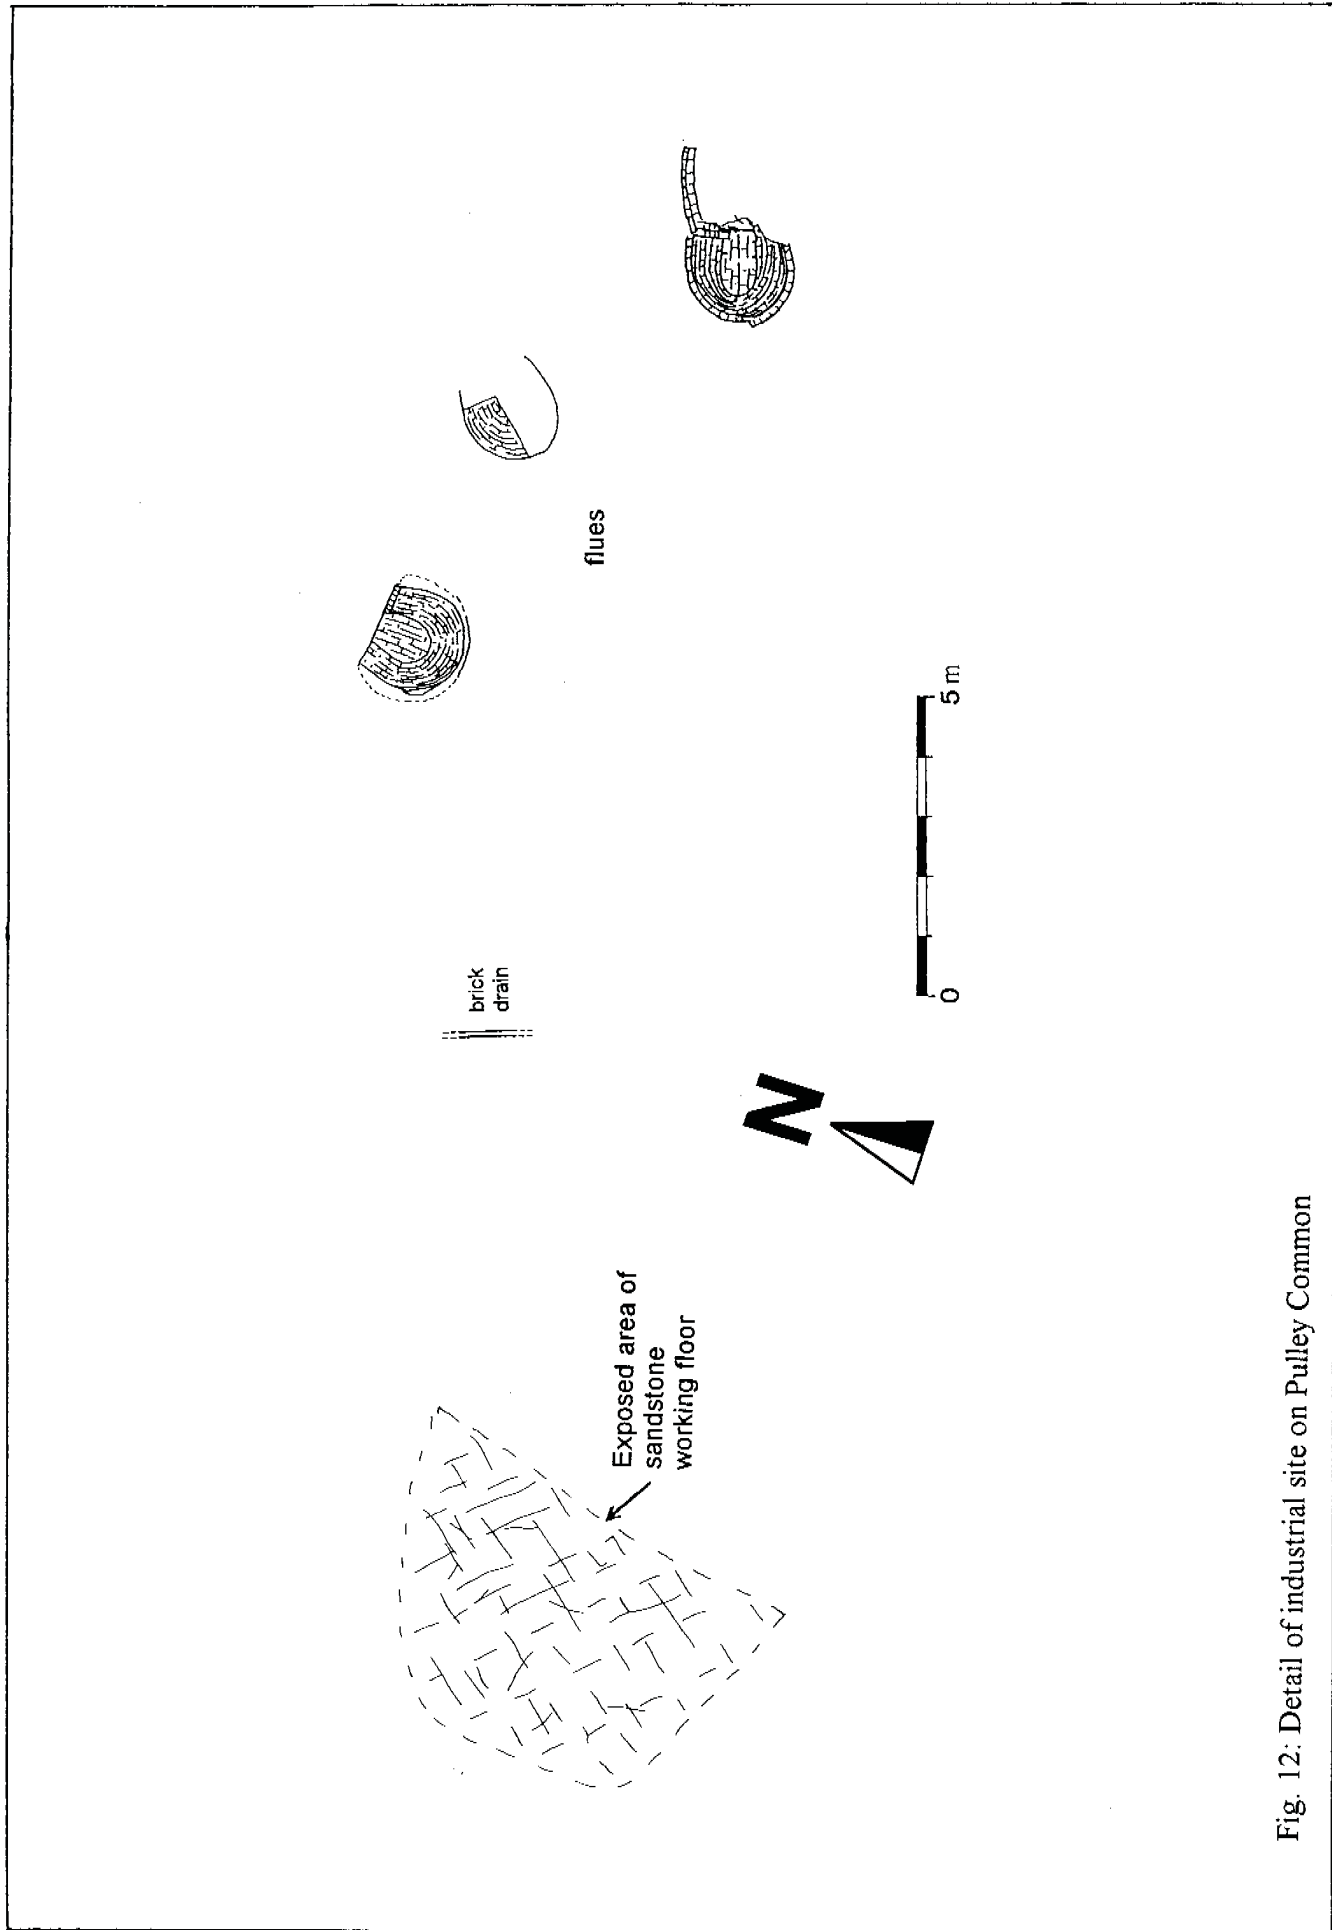 flues
brick
drain
Exposed area of
sandstone
working floor
N
0
5 m
Fig. 12: Detail of industrial site on Pulley Common